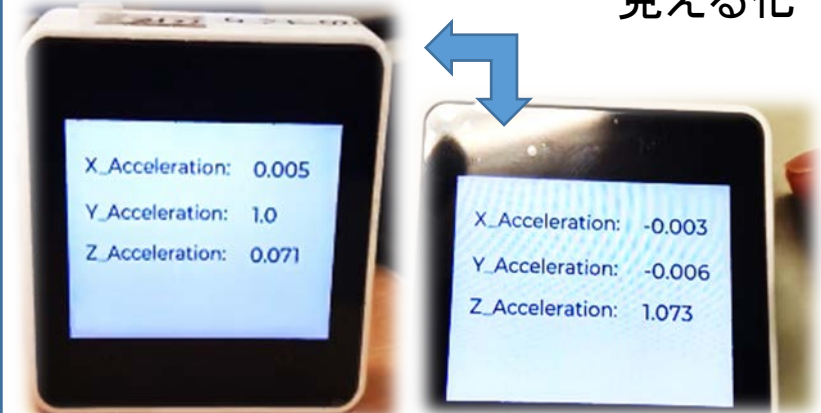 見える化
X_Acceleration: 0.005
Y_Acceleration: 1.0
Z_Acceleration: 0.071
X_Acceleration: -0.003
Y_Acceleration: -0.006
Z_Acceleration: 1.073